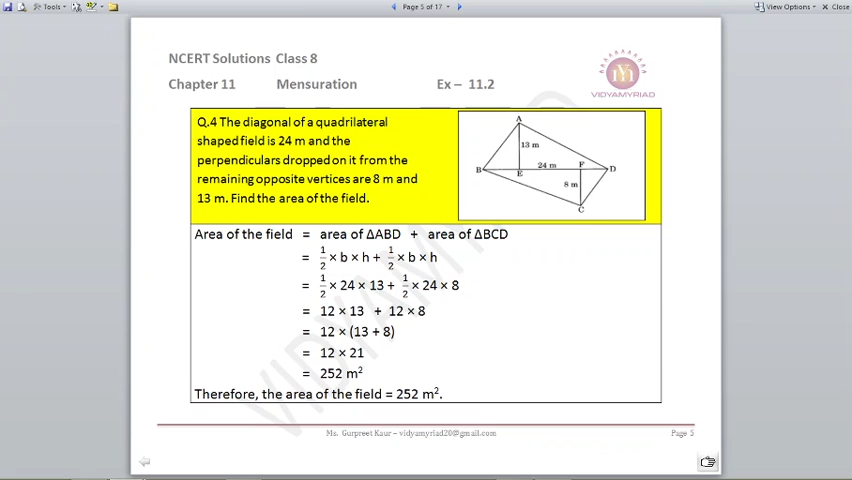 Tools
Page 5 of 17
View Options
Close
NCERT Solutions Class 8
Chapter 11 Mensuration Ex – 11.2
VIDYAMYRIAD
Q.4 The diagonal of a quadrilateral
shaped field is 24 m and the
perpendiculars dropped on it from the
remaining opposite vertices are 8 m and
13 m. Find the area of the field.
A
13 m
24 m
F
B
E
D
8 m
C
Area of the field = area of ΔABD + area of ΔBCD
= 1/2 × b × h + 1/2 × b × h
= 1/2 × 24 × 13 + 1/2 × 24 × 8
= 12 × 13 + 12 × 8
= 12 × (13 + 8)
= 12 × 21
= 252 m²
Therefore, the area of the field = 252 m².
VIDYAMYRIAD
Ms. Gurpreet Kaur – vidyamyriad20@gmail.com Page 5